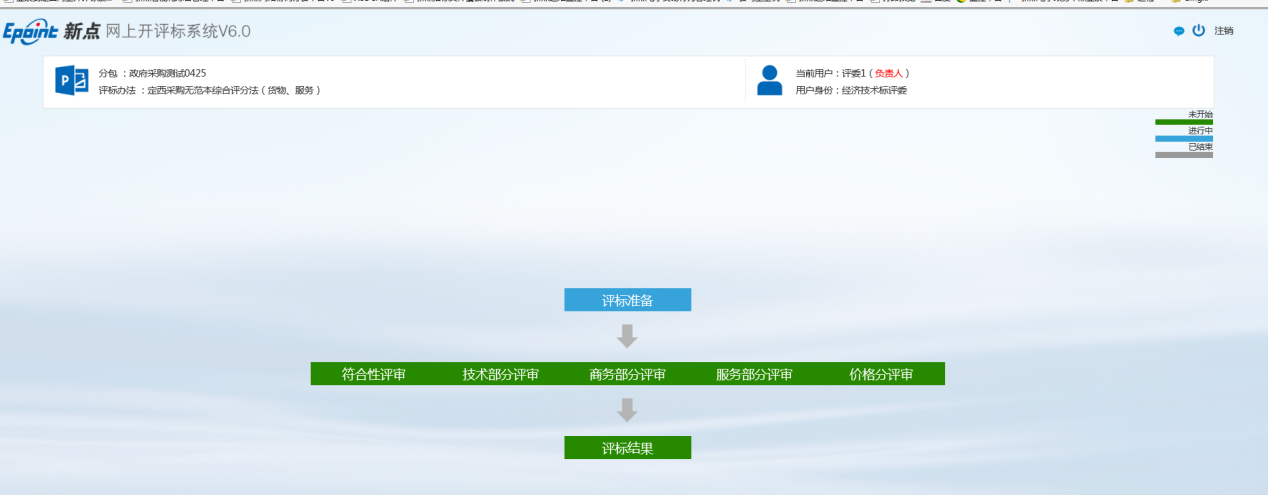 Epoint 新点 网上开评标系统V6.0
注销
分包 ：政府采购测试0425
评标办法 ：定西采购无范本综合评分法（货物、服务）
当前用户：评委1（负责人）
用户身份：经济技术标评委
未开始
进行中
已结束
评标准备
符合性评审 技术部分评审 商务部分评审 服务部分评审 价格分评审
评标结果